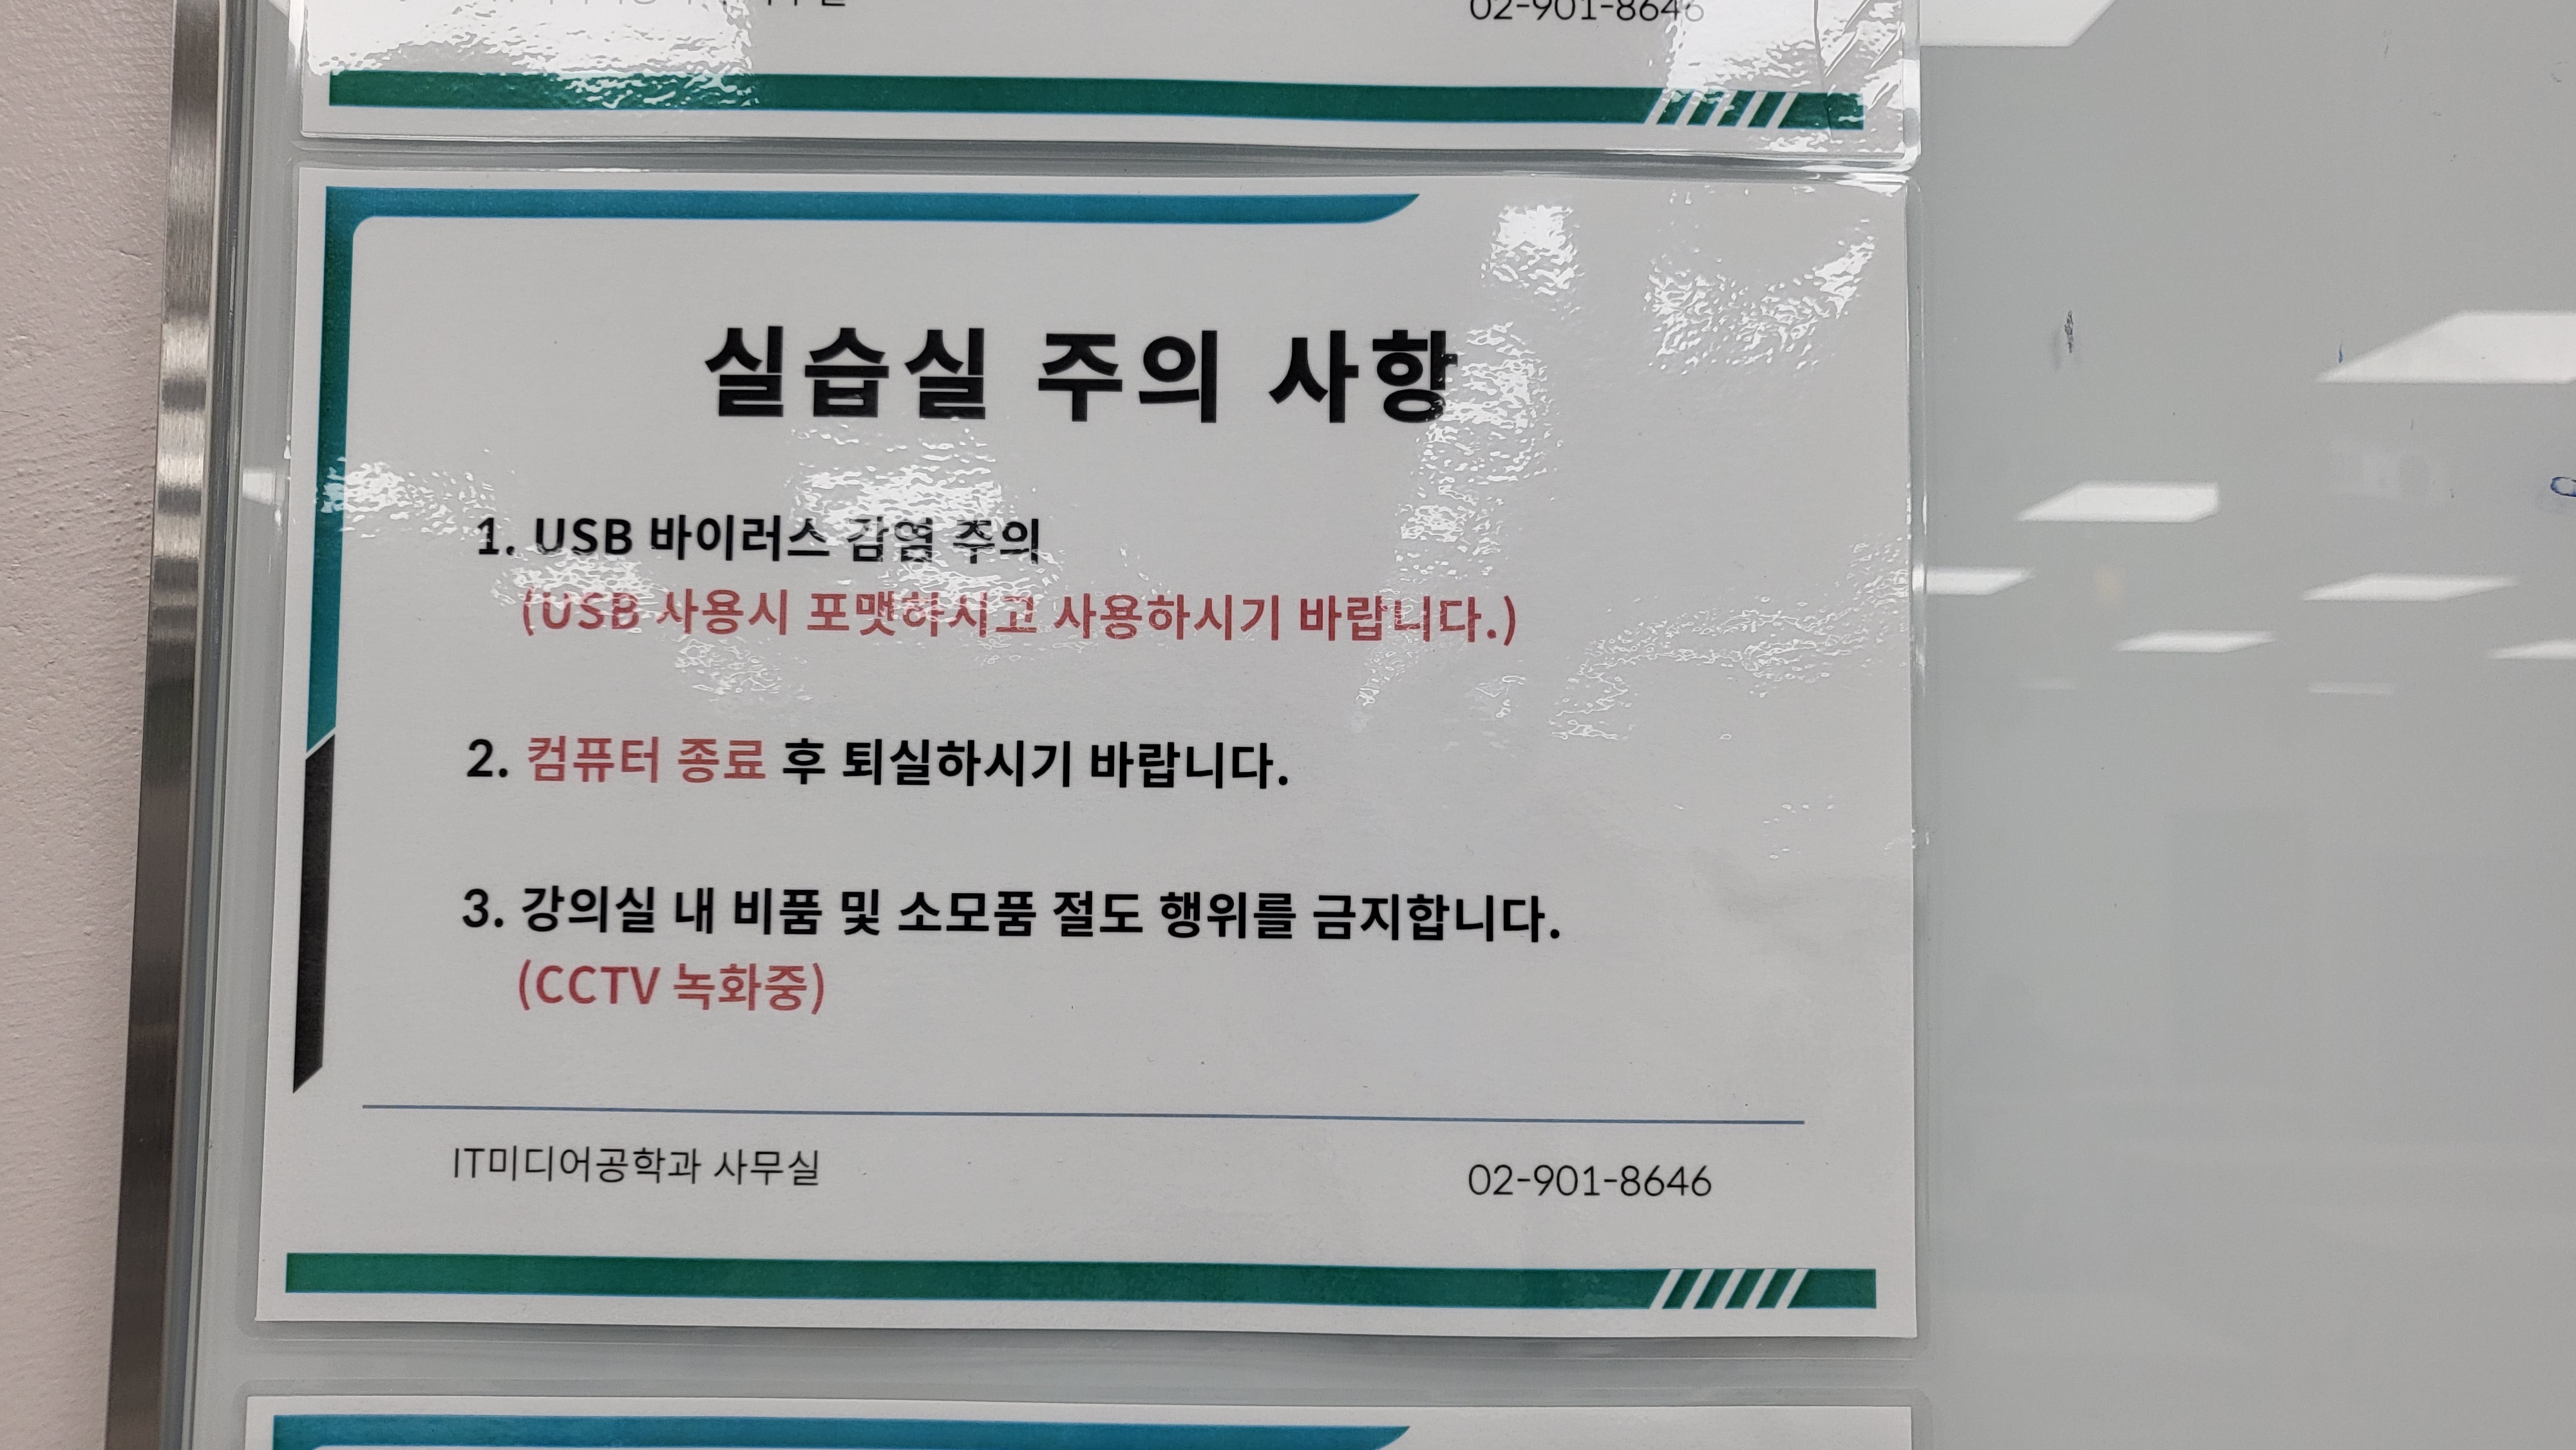 02-901-8646
실습실 주의 사항
1. USB 바이러스 감염 주의
(USB 사용시 포맷하시고 사용하시기 바랍니다.)
2. 컴퓨터 종료 후 퇴실하시기 바랍니다.
3. 강의실 내 비품 및 소모품 절도 행위를 금지합니다.
(CCTV 녹화중)
IT미디어공학과 사무실
02-901-8646